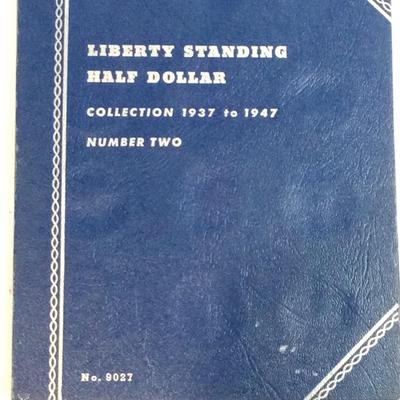 LIBERTY STANDING
HALF DOLLAR
COLLECTION 1937 to 1947
NUMBER TWO
No. 9027